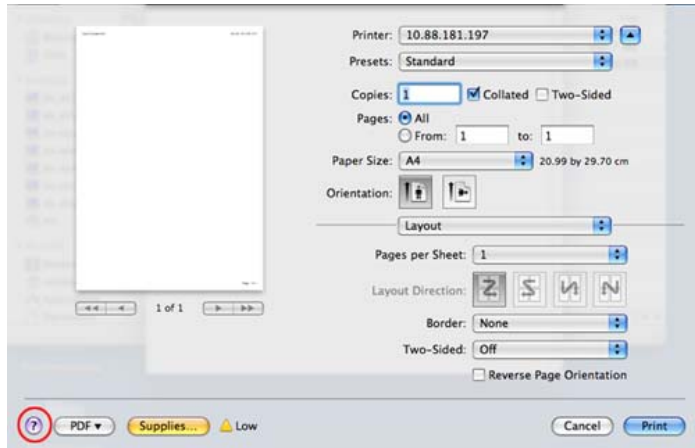 Printer: 10.88.181.197
Presets: Standard
Copies: 1 Collated Two-Sided
Pages: All
From: 1 to: 1
Paper Size: A4 20.99 by 29.70 cm
Orientation:
Layout
Pages per Sheet: 1
Layout Direction:
1 of 1
Border: None
Two-Sided: Off
Reverse Page Orientation
? PDF Supplies... Low Cancel Print